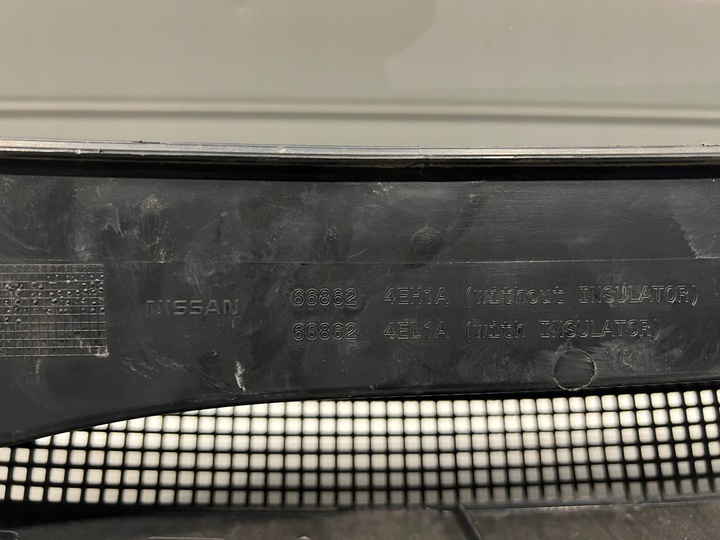 NISSAN
66862 4EH1A (without INSULATOR)
66862 4EL1A (with INSULATOR)